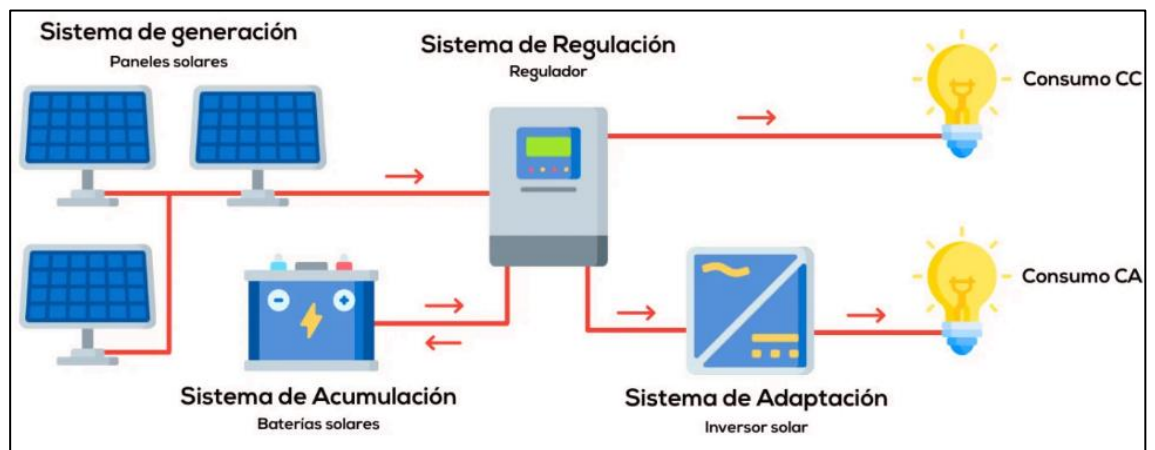 Sistema de generación
Paneles solares
Sistema de Regulación
Regulador
Consumo CC
Consumo CA
Sistema de Acumulación
Baterías solares
Sistema de Adaptación
Inversor solar